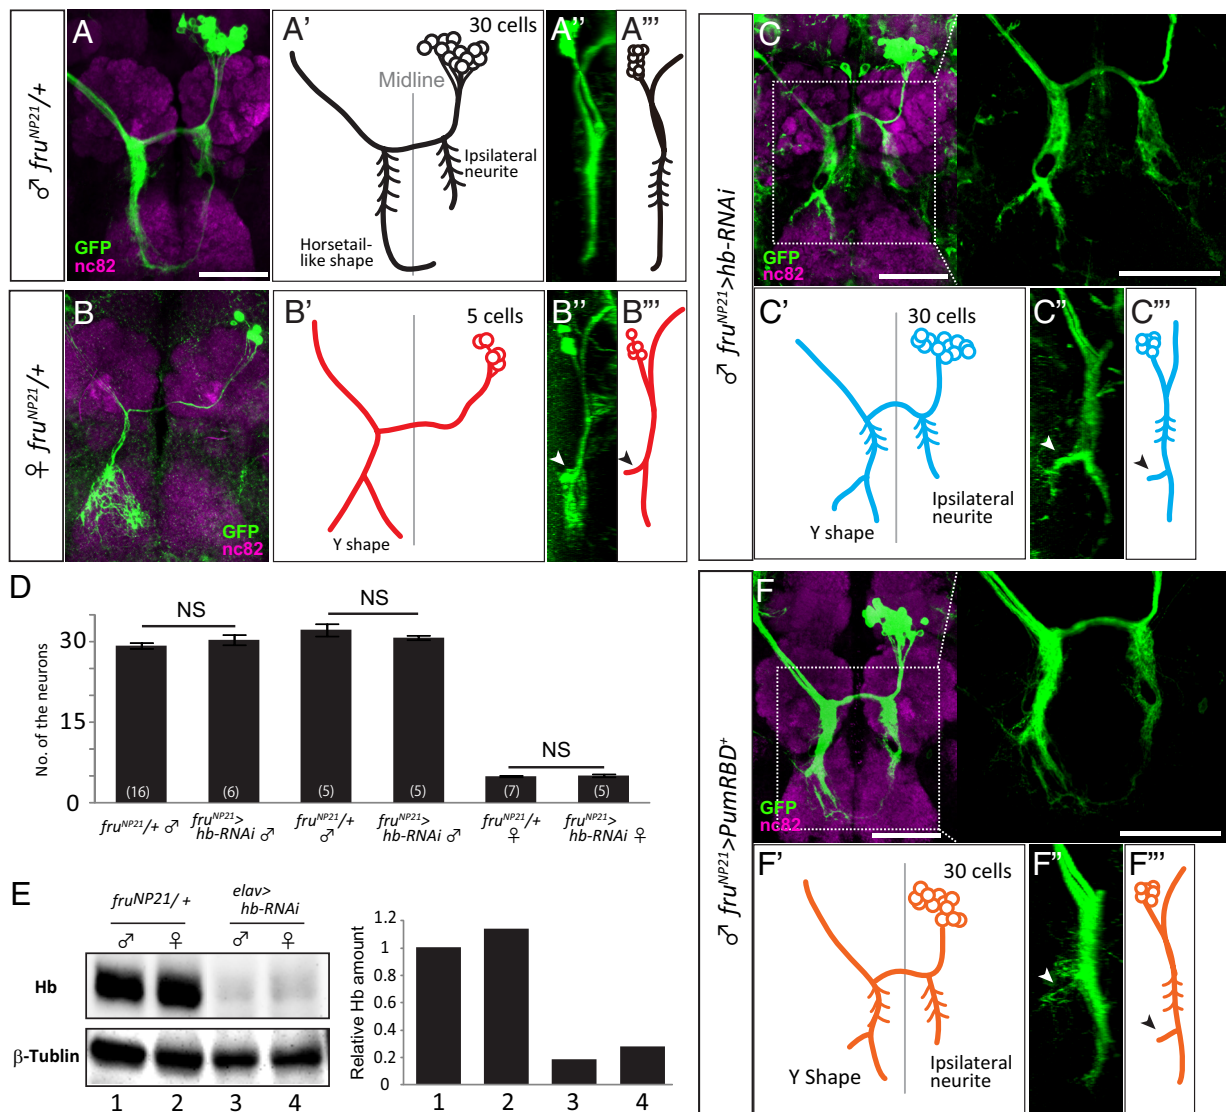 ♂ fruNP21/+
A
GFP
nc82
A'
30 cells
Midline
Ipsilateral
neurite
Horsetail-
like shape
A''
A'''
♀ fruNP21/+
B
GFP
nc82
B'
5 cells
Y shape
B''
B'''
♂ fruNP21>hb-RNAi
C
GFP
nc82
C'
30 cells
Y shape
Ipsilateral
neurite
C''
C'''
D
No. of the neurons
30
15
0
NS
NS
NS
(16)
(6)
(5)
(5)
(7)
(5)
fruNP21/+ ♂
fruNP21>
hb-RNAi ♂
fruNP21/+
♂
fruNP21>
hb-RNAi ♂
fruNP21/+
♀
fruNP21>
hb-RNAi ♀
E
fruNP21/+
elav>
hb-RNAi
♂ ♀ ♂ ♀
Hb
β-Tublin
1 2 3 4
Relative Hb amount
1.2
1
0.8
0.6
0.4
0.2
0
1 2 3 4
♂ fruNP21>PumRBD+
F
GFP
nc82
F'
30 cells
Y Shape
Ipsilateral
neurite
F''
F'''